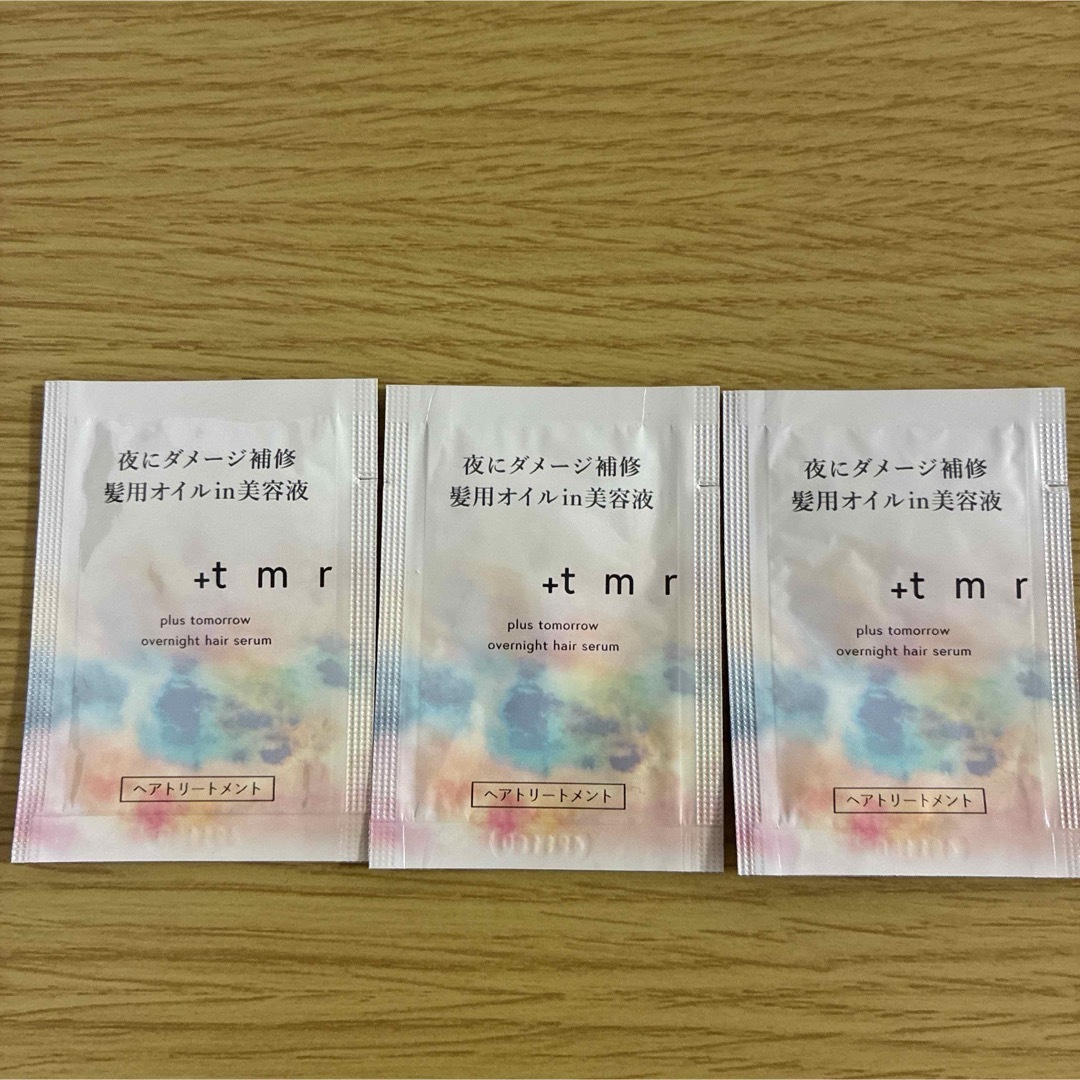 夜にダメージ補修
髪用オイルin美容液
+tmr
plus tomorrow
overnight hair serum
ヘアトリートメント
夜にダメージ補修
髪用オイルin美容液
+tmr
plus tomorrow
overnight hair serum
ヘアトリートメント
夜にダメージ補修
髪用オイルin美容液
+tmr
plus tomorrow
overnight hair serum
ヘアトリートメント